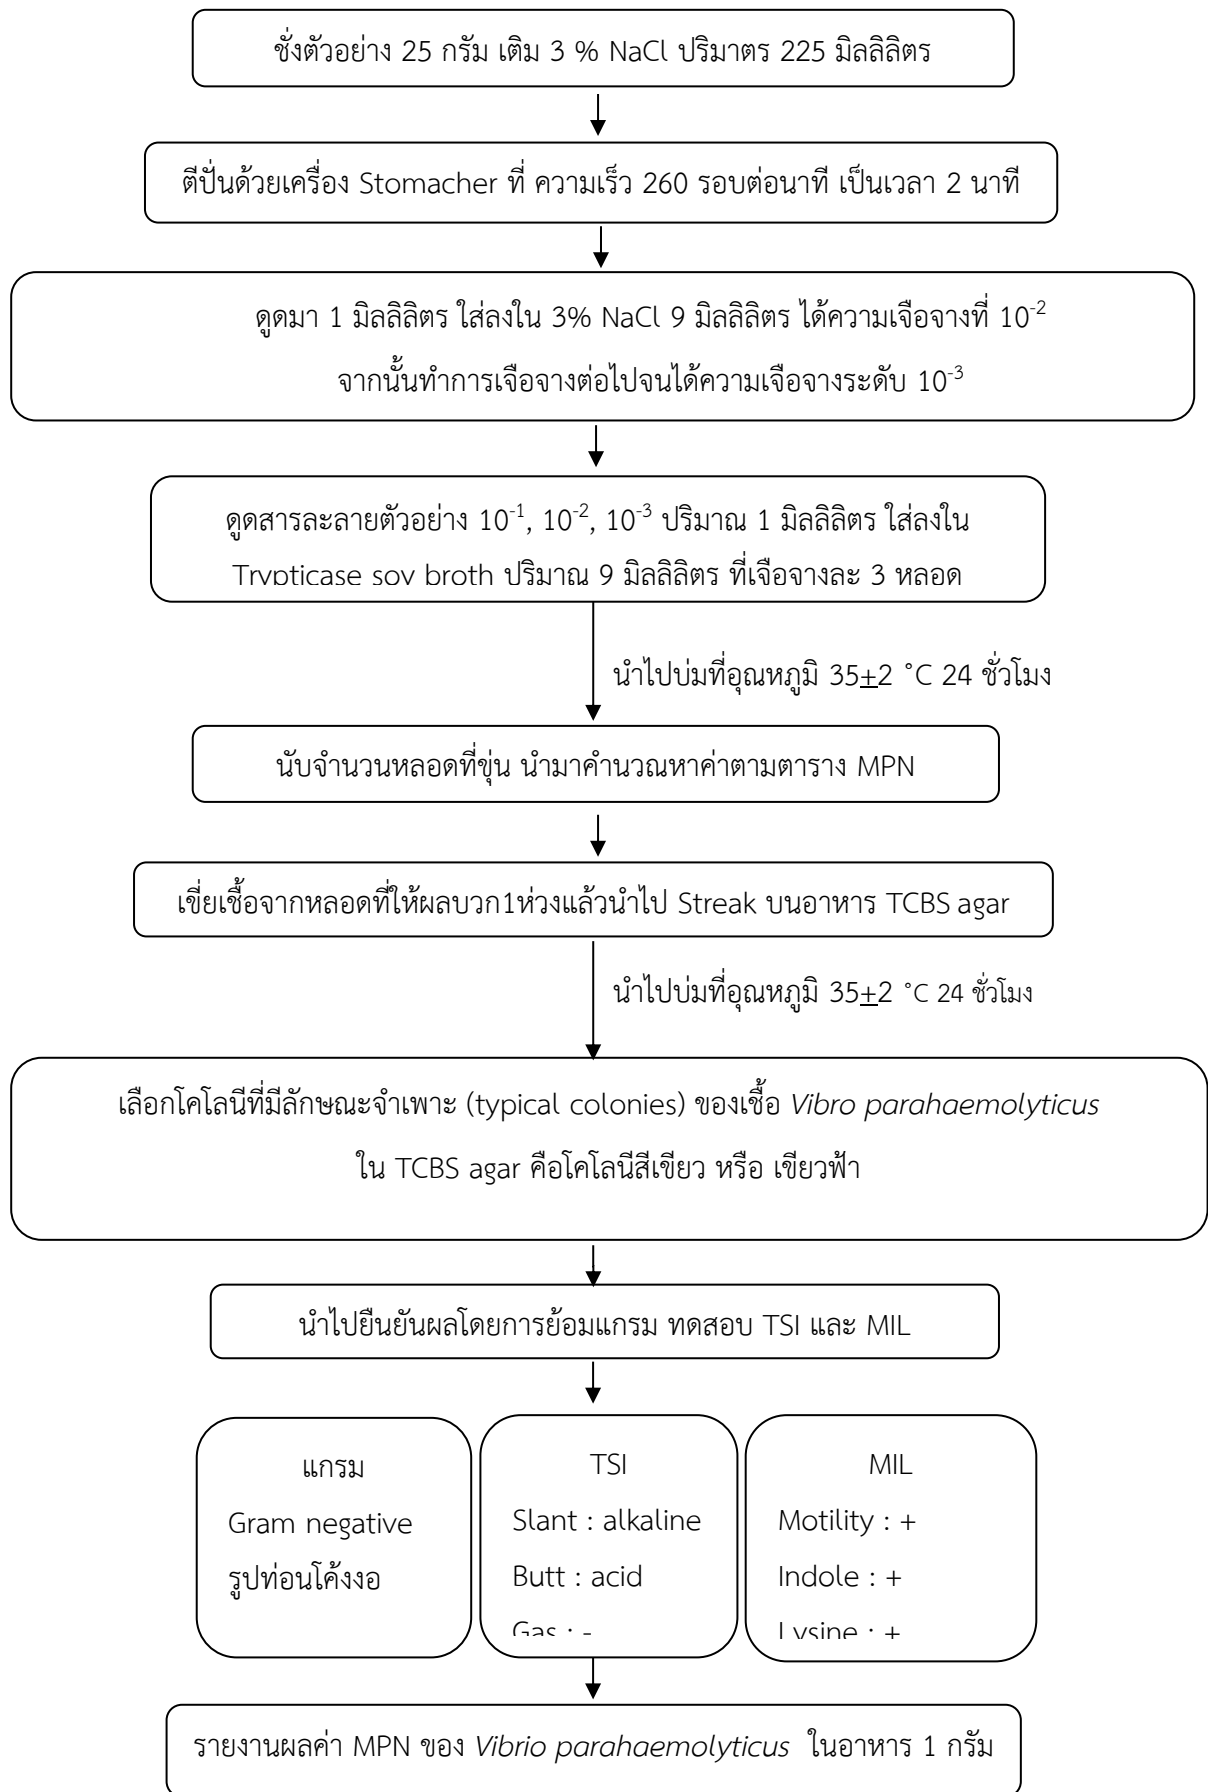 ชั่งตัวอย่าง 25 กรัม เติม 3 % NaCl ปริมาตร 225 มิลลิลิตร
ตีปั่นด้วยเครื่อง Stomacher ที่ ความเร็ว 260 รอบต่อนาที เป็นเวลา 2 นาที
ดูดมา 1 มิลลิลิตร ใส่ลงใน 3% NaCl 9 มิลลิลิตร ได้ความเจือจางที่ 10⁻²
จากนั้นทำการเจือจางต่อไปจนได้ความเจือจางระดับ 10⁻³
ดูดสารละลายตัวอย่าง 10⁻¹, 10⁻², 10⁻³ ปริมาณ 1 มิลลิลิตร ใส่ลงใน
Trypticase soy broth ปริมาณ 9 มิลลิลิตร ที่เจือจางละ 3 หลอด
นำไปบ่มที่อุณหภูมิ 35±2 °C 24 ชั่วโมง
นับจำนวนหลอดที่ขุ่น นำมาคำนวณหาค่าตามตาราง MPN
เขี่ยเชื้อจากหลอดที่ให้ผลบวก1ห่วงแล้วนำไป Streak บนอาหาร TCBS agar
นำไปบ่มที่อุณหภูมิ 35±2 °C 24 ชั่วโมง
เลือกโคโลนีที่มีลักษณะจำเพาะ (typical colonies) ของเชื้อ Vibro parahaemolyticus
ใน TCBS agar คือโคโลนีสีเขียว หรือ เขียวฟ้า
นำไปยืนยันผลโดยการย้อมแกรม ทดสอบ TSI และ MIL
แกรม
Gram negative
รูปท่อนโค้งงอ
TSI
Slant : alkaline
Butt : acid
Gas : -
MIL
Motility : +
Indole : +
Lysine : +
รายงานผลค่า MPN ของ Vibrio parahaemolyticus ในอาหาร 1 กรัม